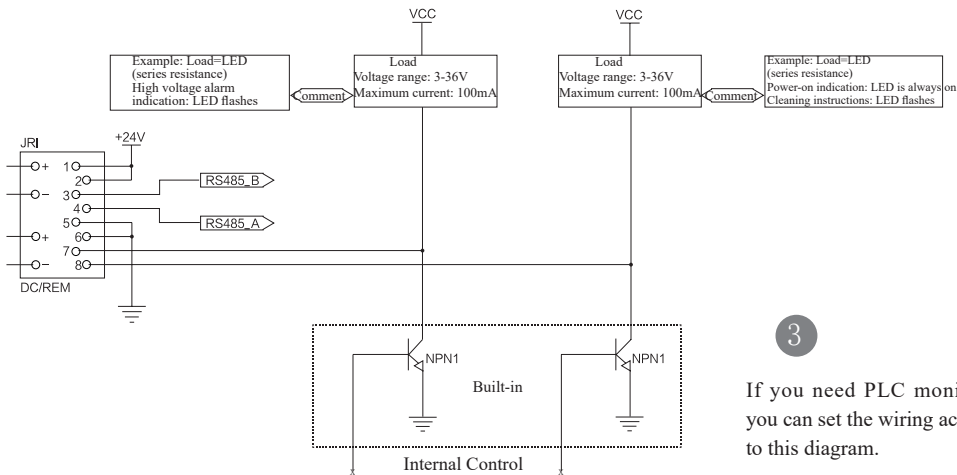 VCC
VCC
Example: Load=LED
(series resistance)
High voltage alarm
indication: LED flashes
Comment
Load
Voltage range: 3-36V
Maximum current: 100mA
Load
Voltage range: 3-36V
Maximum current: 100mA
Comment
Example: Load=LED
(series resistance)
Power-on indication: LED is always on
Cleaning instructions: LED flashes
JRI
+24V
+ 1
2
- 3
4
5
+ 6
7
- 8
DC/REM
RS485_B
RS485_A
NPN1
NPN1
Built-in
Internal Control
3
If you need PLC moni
you can set the wiring ac
to this diagram.